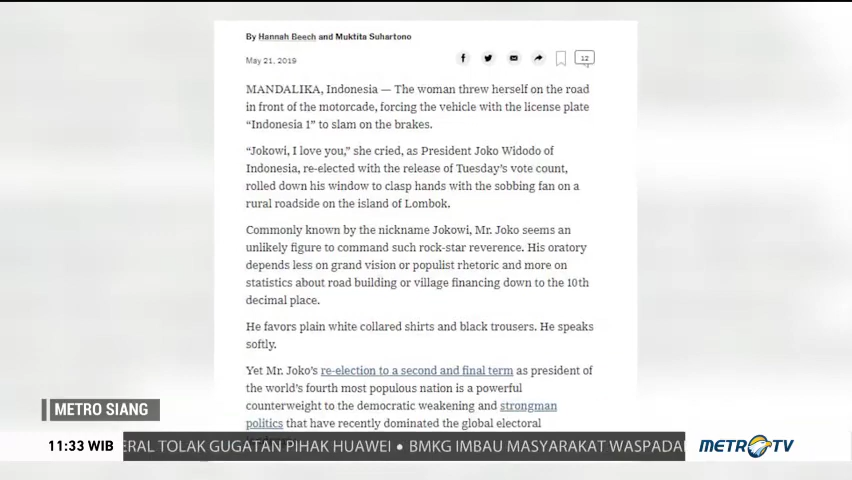 By Hannah Beech and Muktita Suhartono
May 21, 2019
12
MANDALIKA, Indonesia — The woman threw herself on the road
in front of the motorcade, forcing the vehicle with the license plate
“Indonesia 1” to slam on the brakes.
“Jokowi, I love you,” she cried, as President Joko Widodo of
Indonesia, re-elected with the release of Tuesday’s vote count,
rolled down his window to clasp hands with the sobbing fan on a
rural roadside on the island of Lombok.
Commonly known by the nickname Jokowi, Mr. Joko seems an
unlikely figure to command such rock-star reverence. His oratory
depends less on grand vision or populist rhetoric and more on
statistics about road building or village financing down to the 10th
decimal place.
He favors plain white collared shirts and black trousers. He speaks
softly.
Yet Mr. Joko’s re-election to a second and final term as president of
the world’s fourth most populous nation is a powerful
counterweight to the democratic weakening and strongman
politics that have recently dominated the global electoral
METRO SIANG
11:33 WIB
ERAL TOLAK GUGATAN PIHAK HUAWEI • BMKG IMBAU MASYARAKAT WASPADA
METRO TV